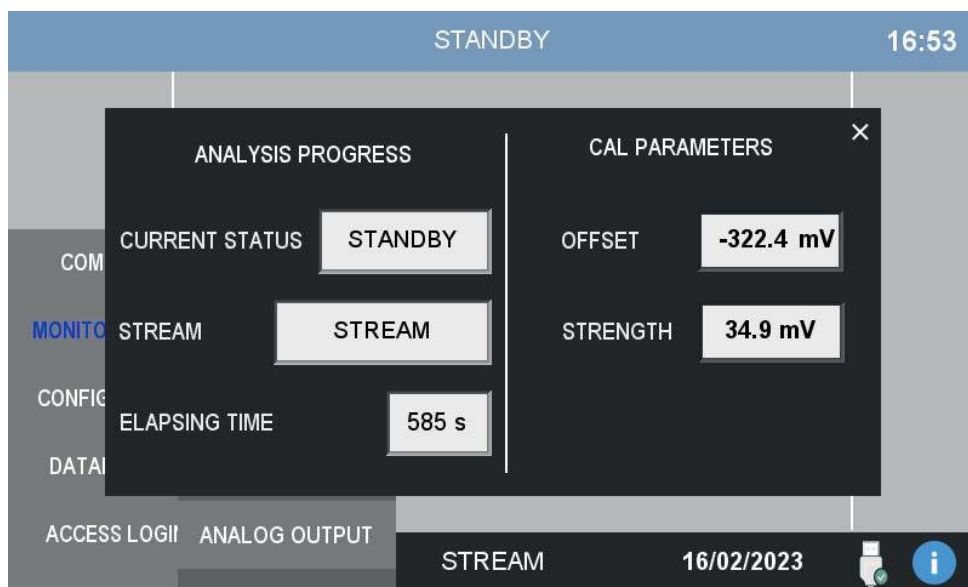 STANDBY
16:53
ANALYSIS PROGRESS
CAL PARAMETERS
×
CURRENT STATUS
STANDBY
OFFSET
-322.4 mV
STREAM
STREAM
STRENGTH
34.9 mV
ELAPSING TIME
585 s
COM
MONITO
CONFIG
DATA
ACCESS LOGI
ANALOG OUTPUT
STREAM
16/02/2023
i